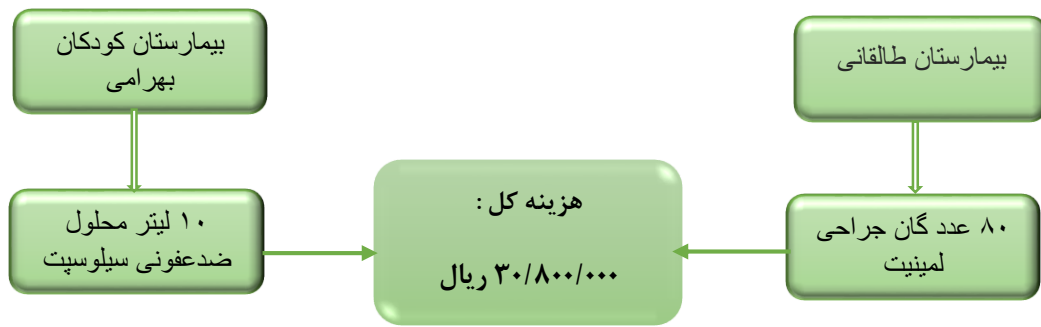 بیمارستان طالقانی
بیمارستان کودکان
بهرامی
۸۰ عدد گان جراحی
لمینیت
هزینه کل :
۳۰/۸۰۰/۰۰۰ ریال
۱۰ لیتر محلول
ضدعفونی سیلوسپت